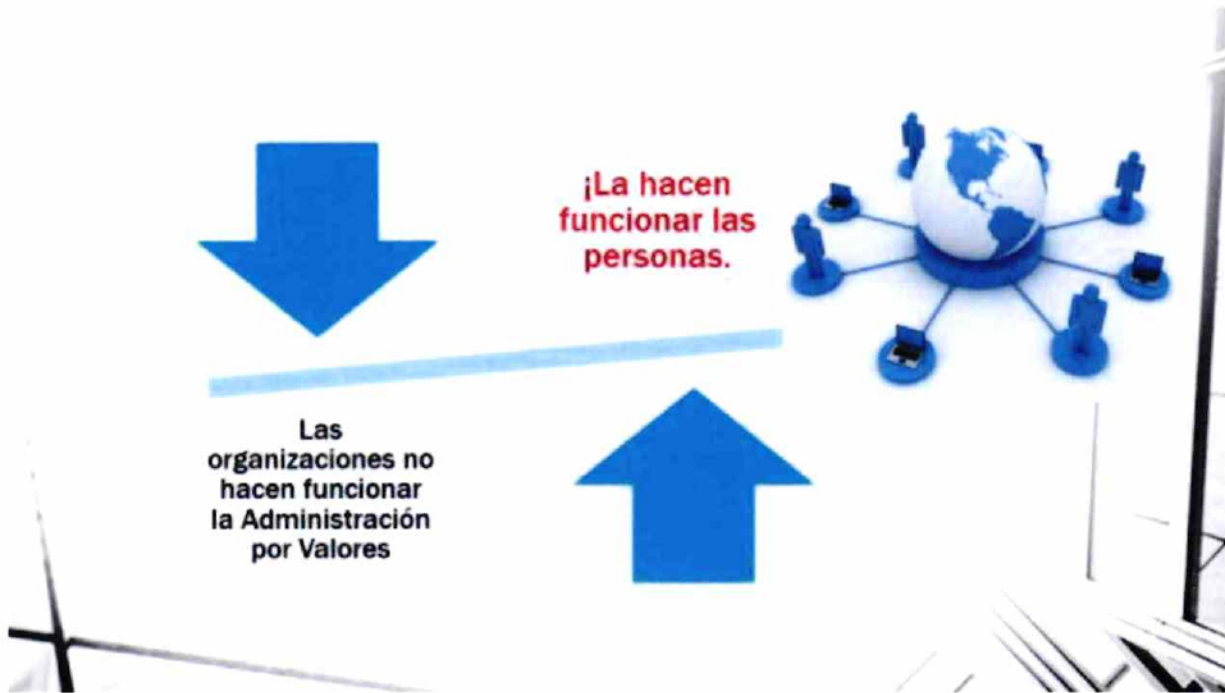 ¡La hacen
funcionar las
personas.
Las
organizaciones no
hacen funcionar
la Administración
por Valores